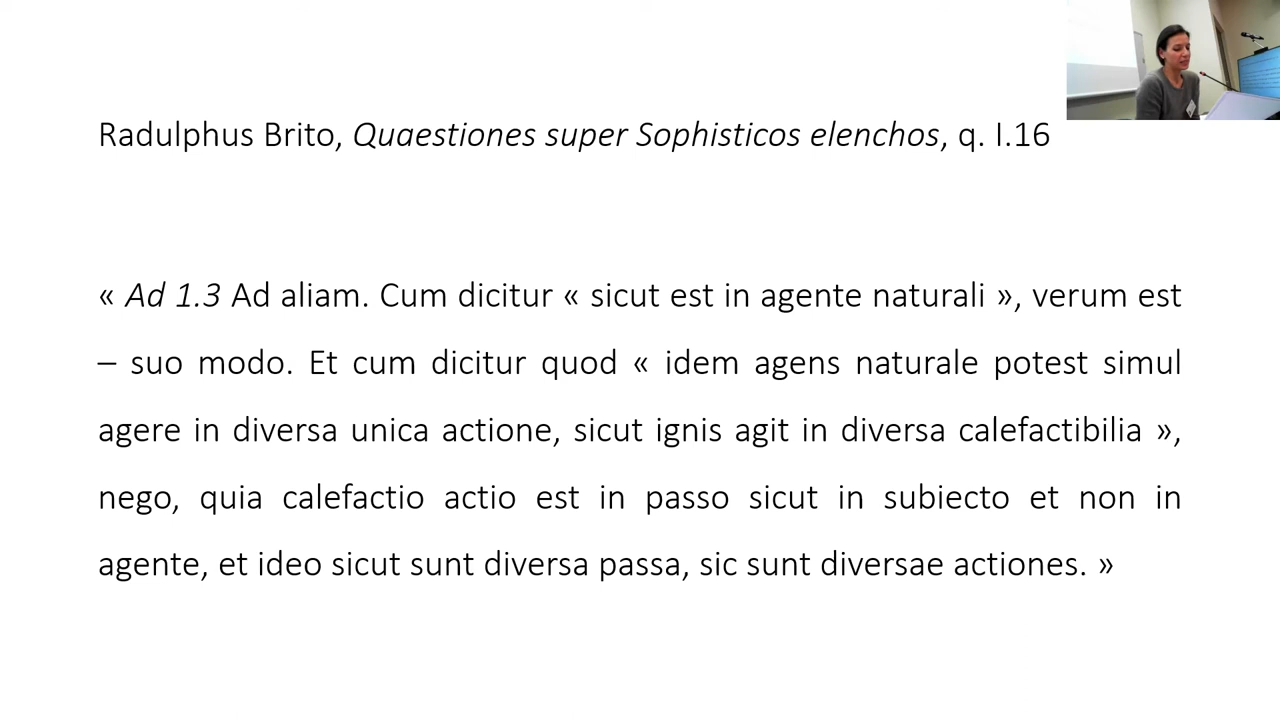 Radulphus Brito, Quaestiones super Sophisticos elenchos, q. I.16
« Ad 1.3 Ad aliam. Cum dicitur « sicut est in agente naturali », verum est
– suo modo. Et cum dicitur quod « idem agens naturale potest simul
agere in diversa unica actione, sicut ignis agit in diversa calefactibilia »,
nego, quia calefactio actio est in passo sicut in subiecto et non in
agente, et ideo sicut sunt diversa passa, sic sunt diversae actiones. »